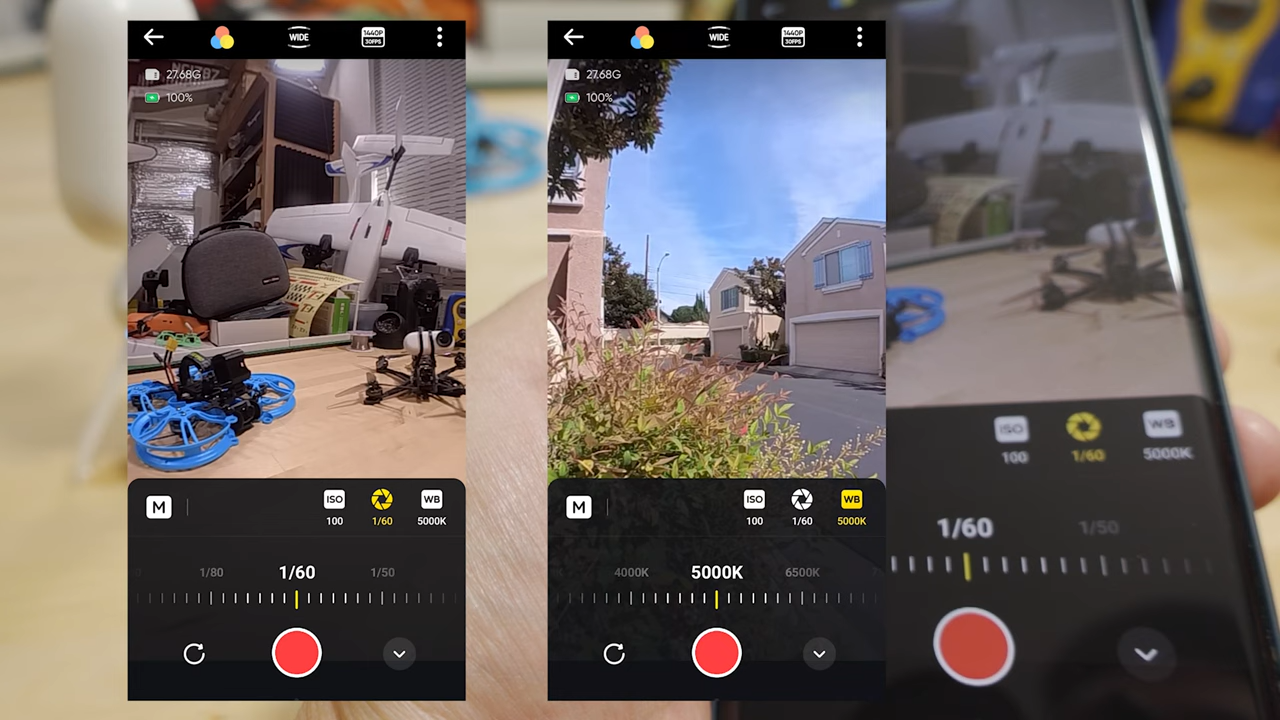 WIDE
1440P
30FPS
27.68G
100%
M
ISO
100
1/60
WB
5000K
1/80
1/60
1/50
WIDE
1440P
30FPS
27.68G
100%
M
ISO
100
1/60
WB
5000K
4000K
5000K
6500K
ISO
100
1/60
WB
5000K
1/60
1/50